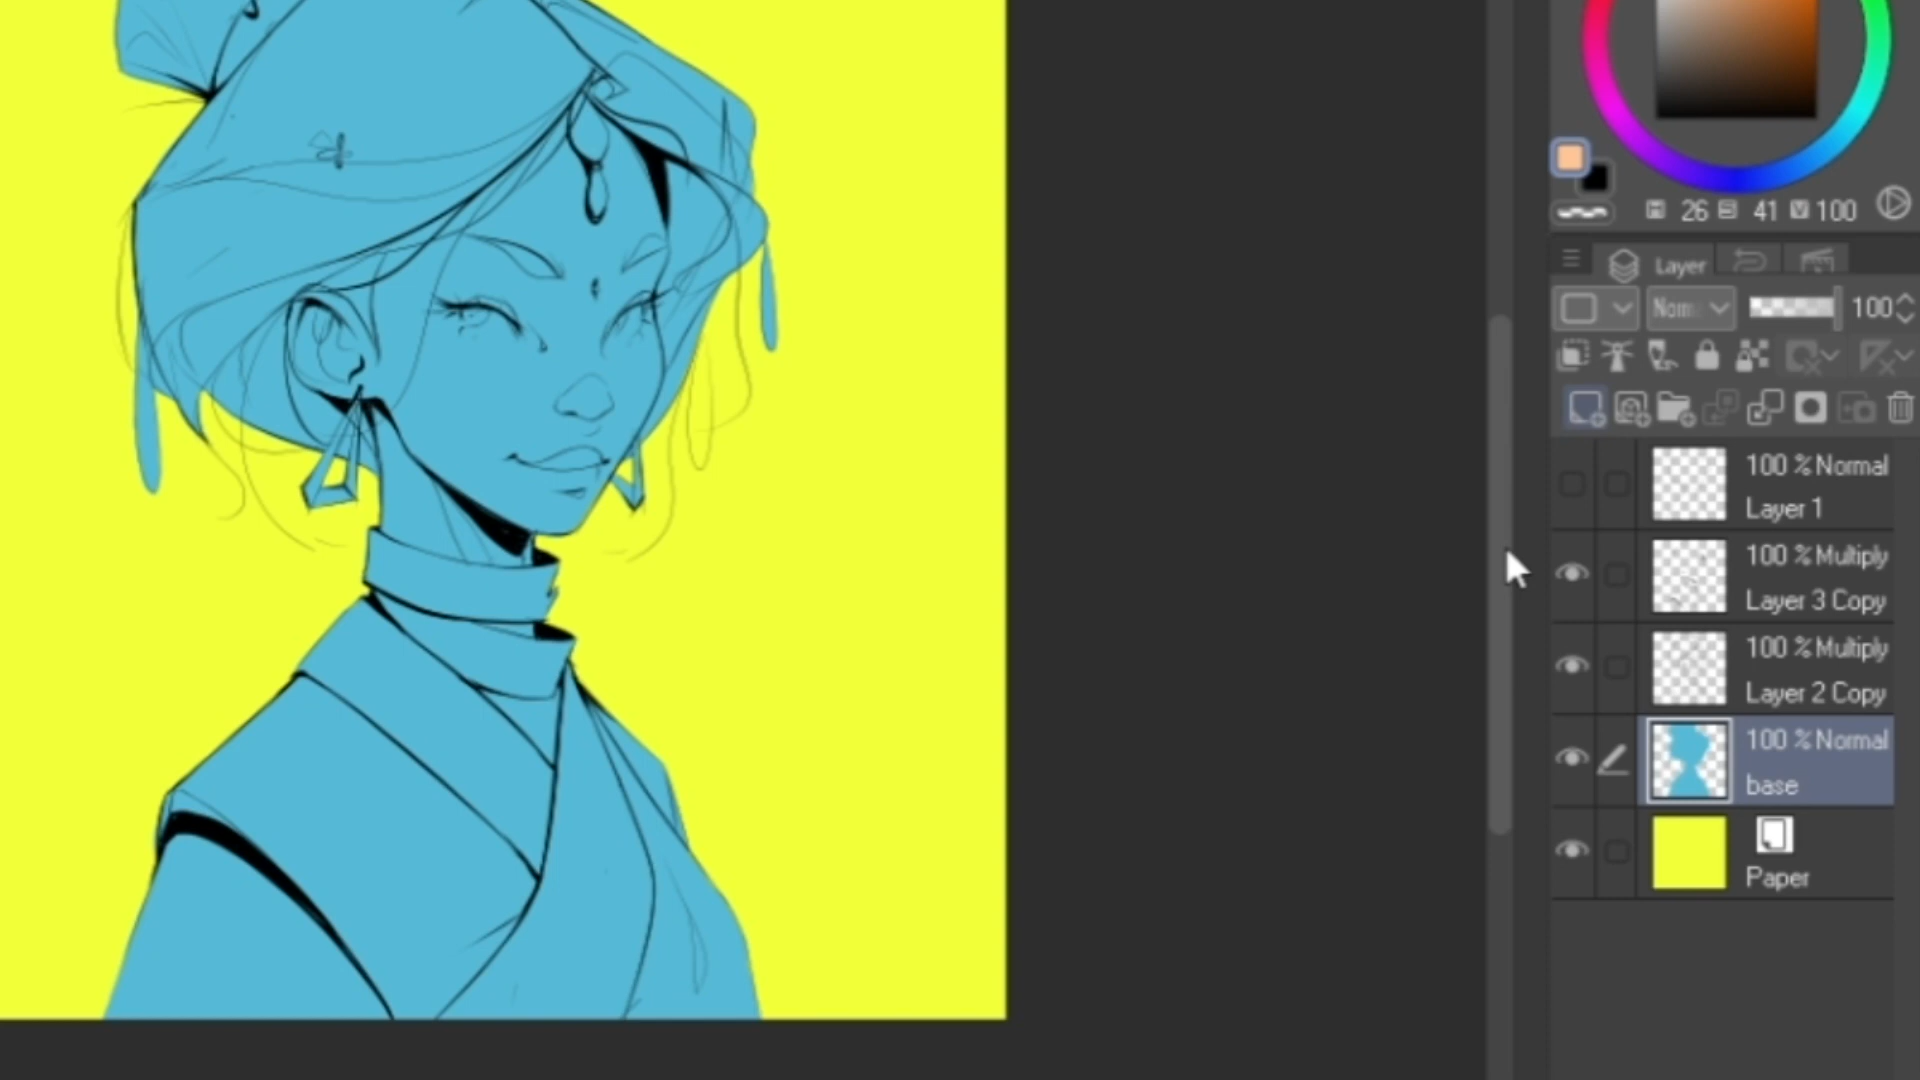 26 41 100
Layer
Norm 100
100 % Normal
Layer 1
100 % Multiply
Layer 3 Copy
100 % Multiply
Layer 2 Copy
100 % Normal
base
Paper